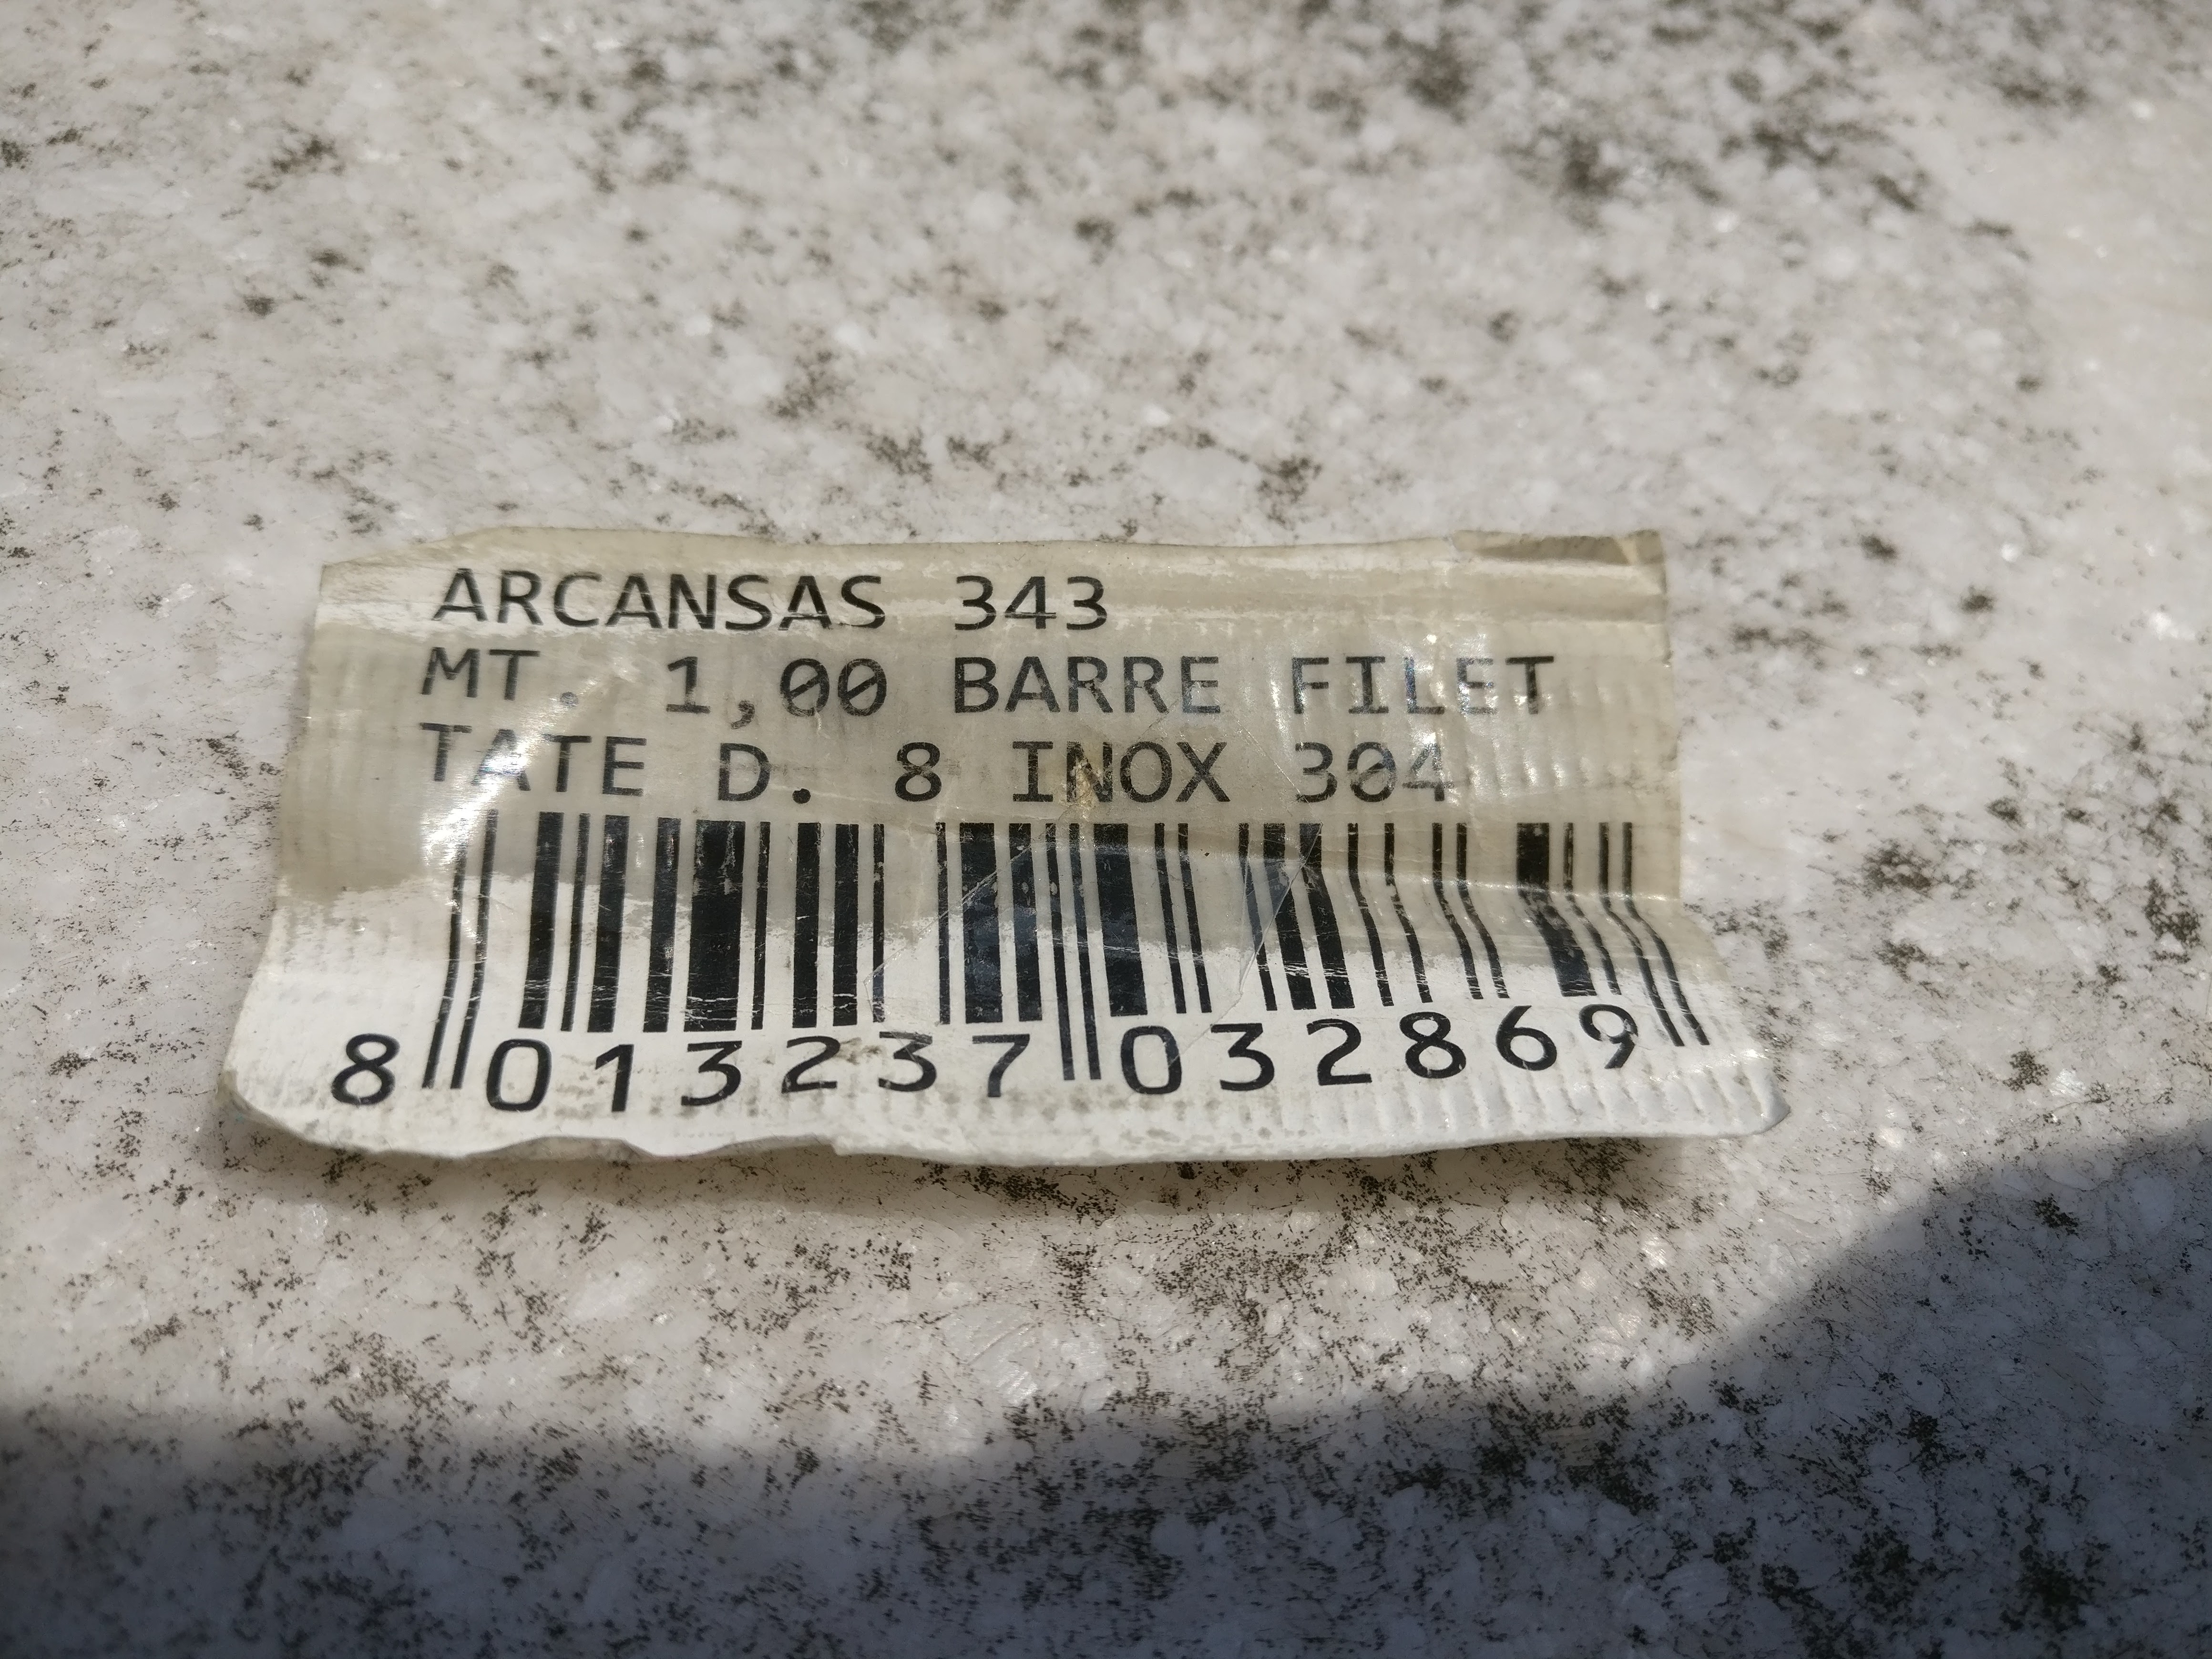 ARCANSAS 343
MT. 1,00 BARRE FILET
TATE D. 8 INOX 304
8 013237 032869